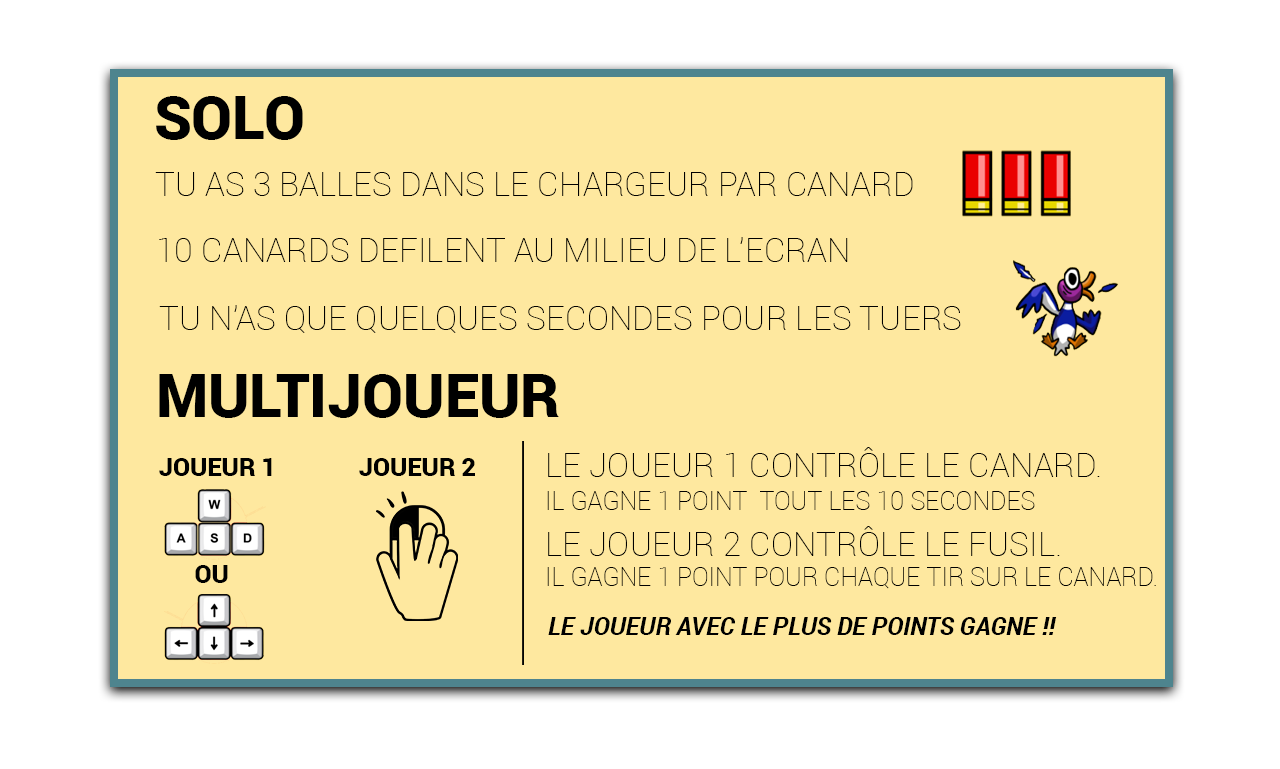 SOLO
TU AS 3 BALLES DANS LE CHARGEUR PAR CANARD
10 CANARDS DEFILENT AU MILIEU DE L'ECRAN
TU N'AS QUE QUELQUES SECONDES POUR LES TUERS
MULTIJOUEUR
JOUEUR 1
W
A S D
OU
↑
← ↓ →
JOUEUR 2
LE JOUEUR 1 CONTRÔLE LE CANARD.
IL GAGNE 1 POINT  TOUT LES 10 SECONDES
LE JOUEUR 2 CONTRÔLE LE FUSIL.
IL GAGNE 1 POINT POUR CHAQUE TIR SUR LE CANARD.
LE JOUEUR AVEC LE PLUS DE POINTS GAGNE !!